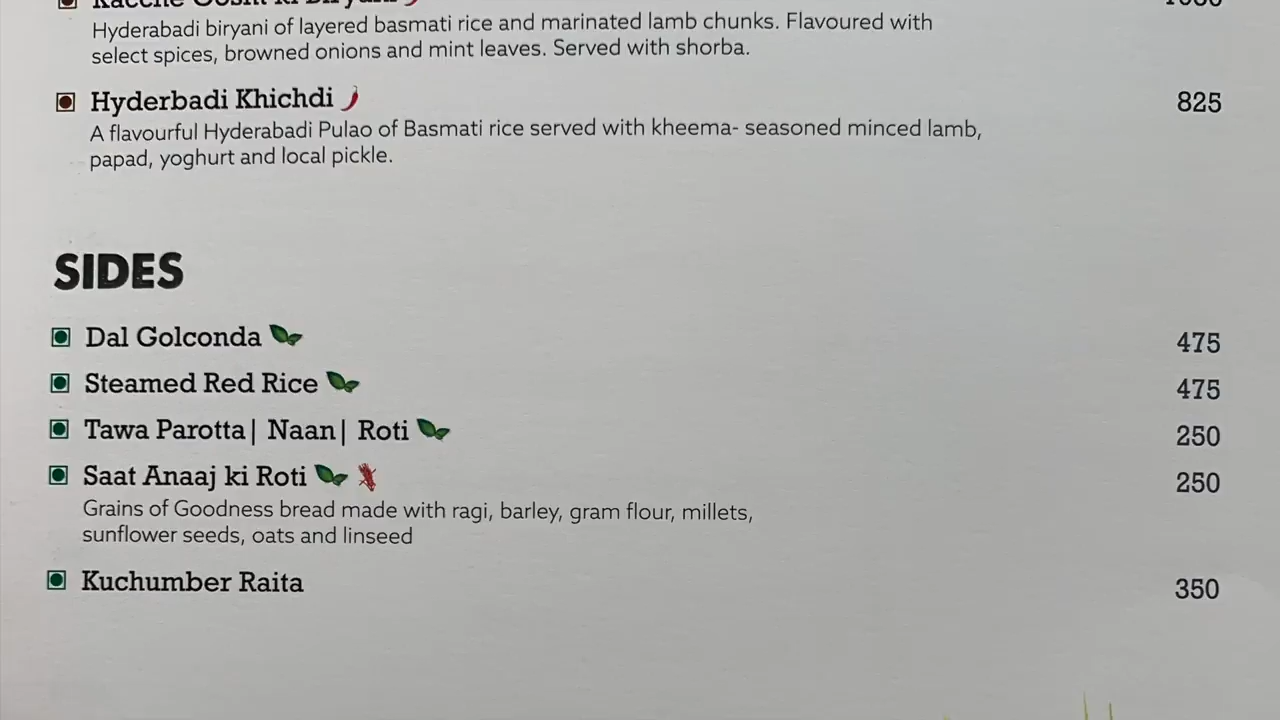 Kacche Gosht ki Biryani
Hyderabadi biryani of layered basmati rice and marinated lamb chunks. Flavoured with
select spices, browned onions and mint leaves. Served with shorba.
Hyderbadi Khichdi 825
A flavourful Hyderabadi Pulao of Basmati rice served with kheema- seasoned minced lamb,
papad, yoghurt and local pickle.
SIDES
Dal Golconda 475
Steamed Red Rice 475
Tawa Parotta| Naan| Roti 250
Saat Anaaj ki Roti 250
Grains of Goodness bread made with ragi, barley, gram flour, millets,
sunflower seeds, oats and linseed
Kuchumber Raita 350